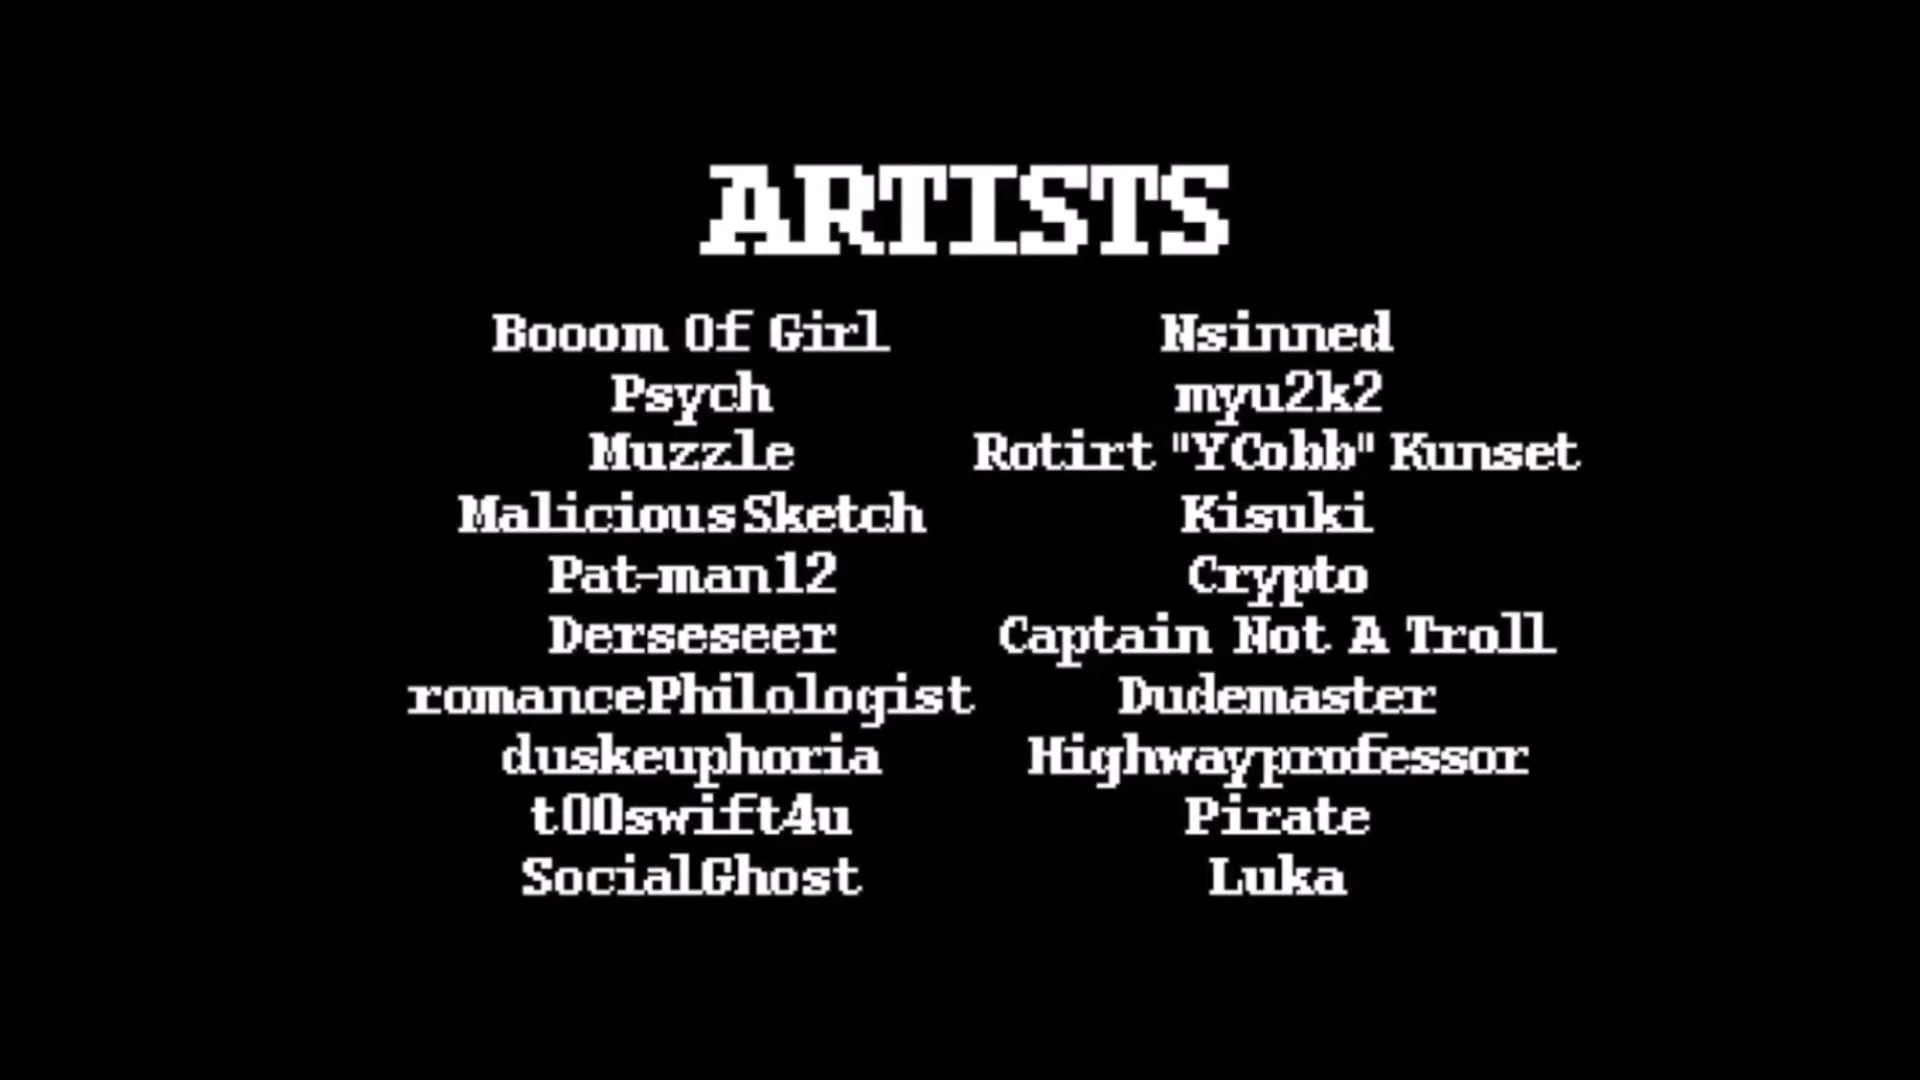 ARTISTS
Booom Of Girl
Psych
Muzzle
MaliciousSketch
Pat-man12
Derseseer
romancePhilologist
duskeuphoria
t00swift4u
SocialGhost
Nsinned
myu2k2
Rotirt "YCobb" Kunset
Kisuki
Crypto
Captain Not A Troll
Dudemaster
Highwayprofessor
Pirate
Luka